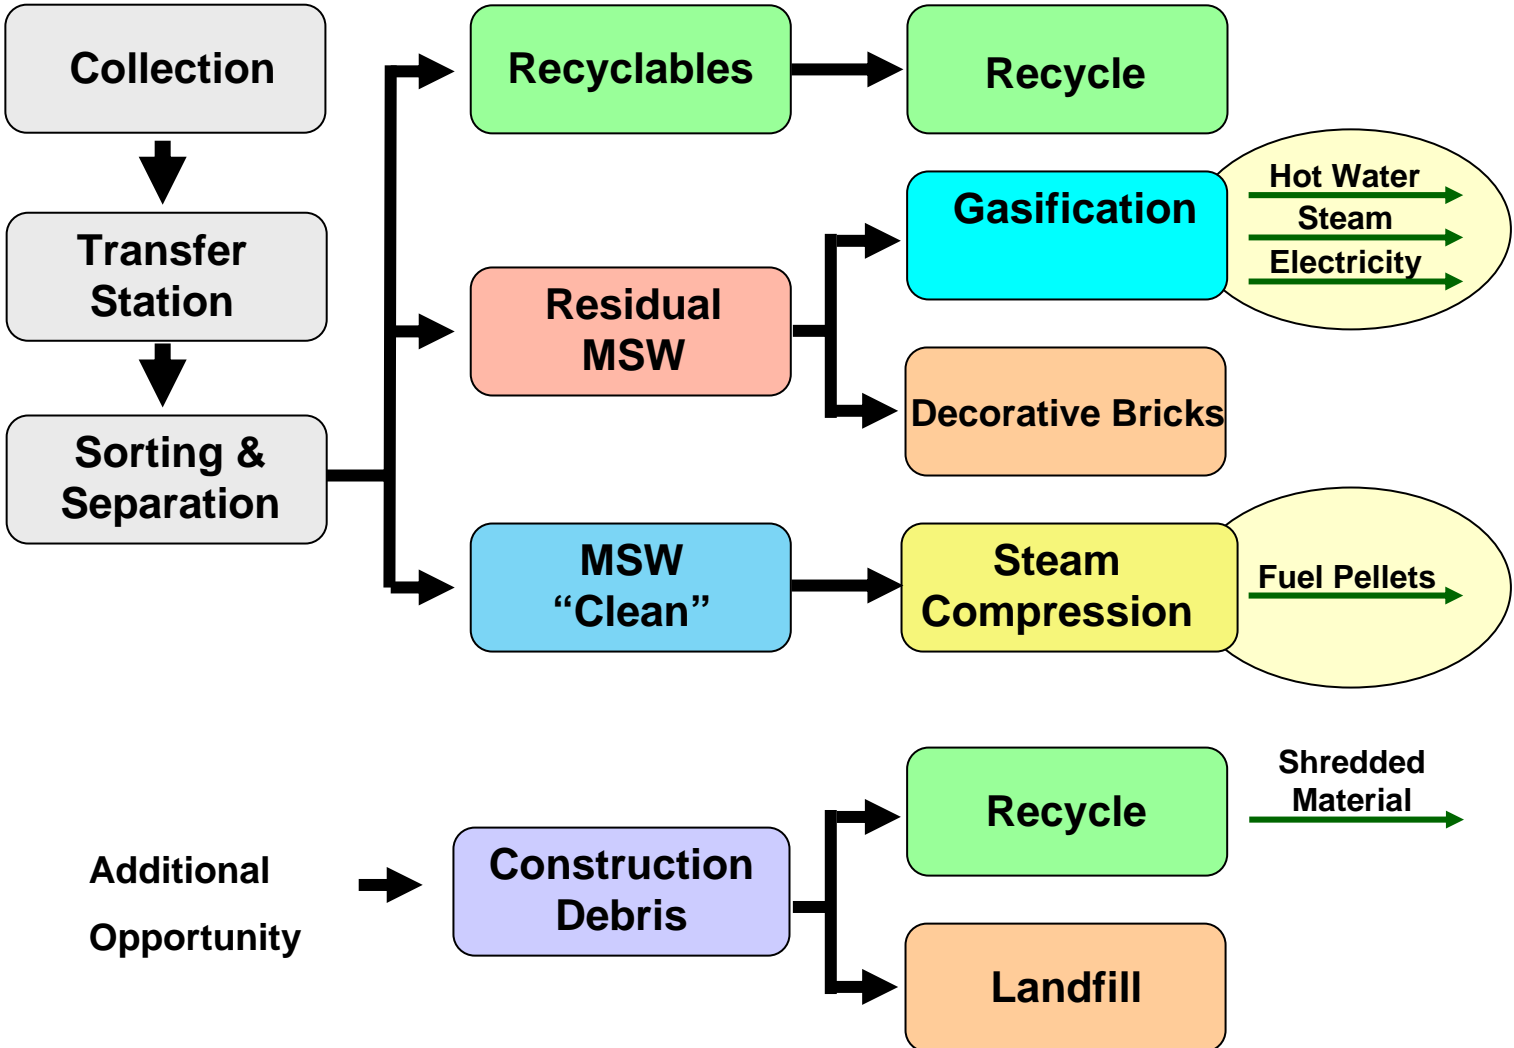 Collection
Transfer
Station
Sorting &
Separation
Recyclables
Recycle
Residual
MSW
Gasification
Hot Water
Steam
Electricity
Decorative Bricks
MSW
“Clean”
Steam
Compression
Fuel Pellets
Additional
Opportunity
Construction
Debris
Recycle
Shredded
Material
Landfill